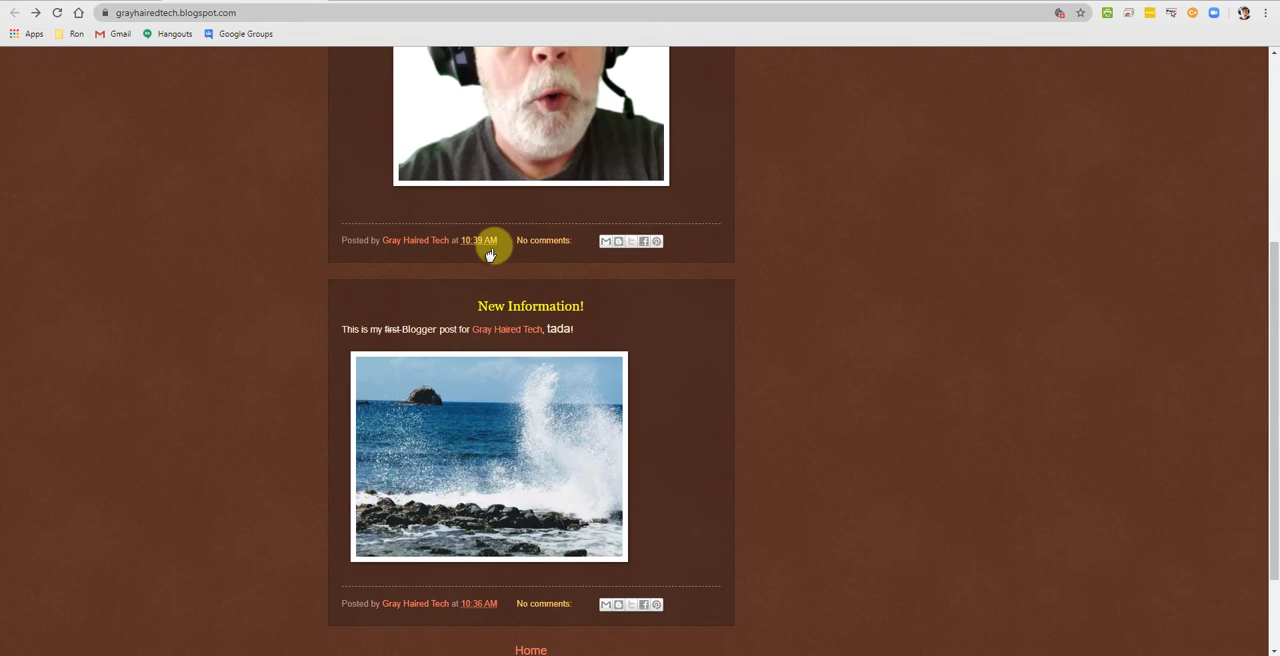 grayhairedtech.blogspot.com
Apps Ron Gmail Hangouts Google Groups
Posted by Gray Haired Tech at 10:39 AM No comments:
New Information!
This is my first Blogger post for Gray Haired Tech, tada!
Posted by Gray Haired Tech at 10:36 AM No comments:
Home